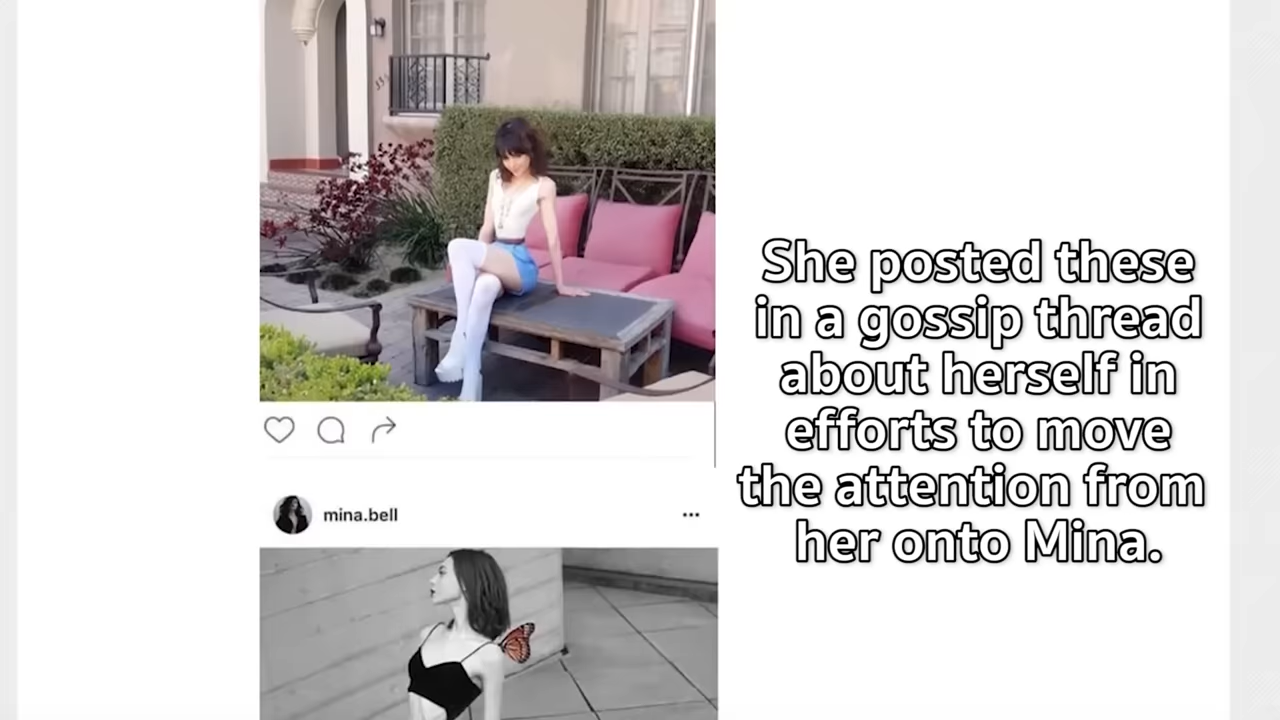 mina.bell
She posted these
in a gossip thread
about herself in
efforts to move
the attention from
her onto Mina.